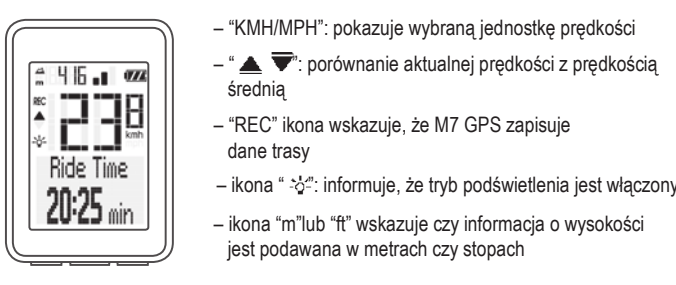 416
m
REC
238
kmh
Ride Time
20:25 min
– “KMH/MPH”: pokazuje wybraną jednostkę prędkości
– “ ▲ ▼”: porównanie aktualnej prędkości z prędkością
średnią
– “REC” ikona wskazuje, że M7 GPS zapisuje
dane trasy
– ikona “ ”: informuje, że tryb podświetlenia jest włączony
– ikona “m”lub “ft” wskazuje czy informacja o wysokości
jest podawana w metrach czy stopach